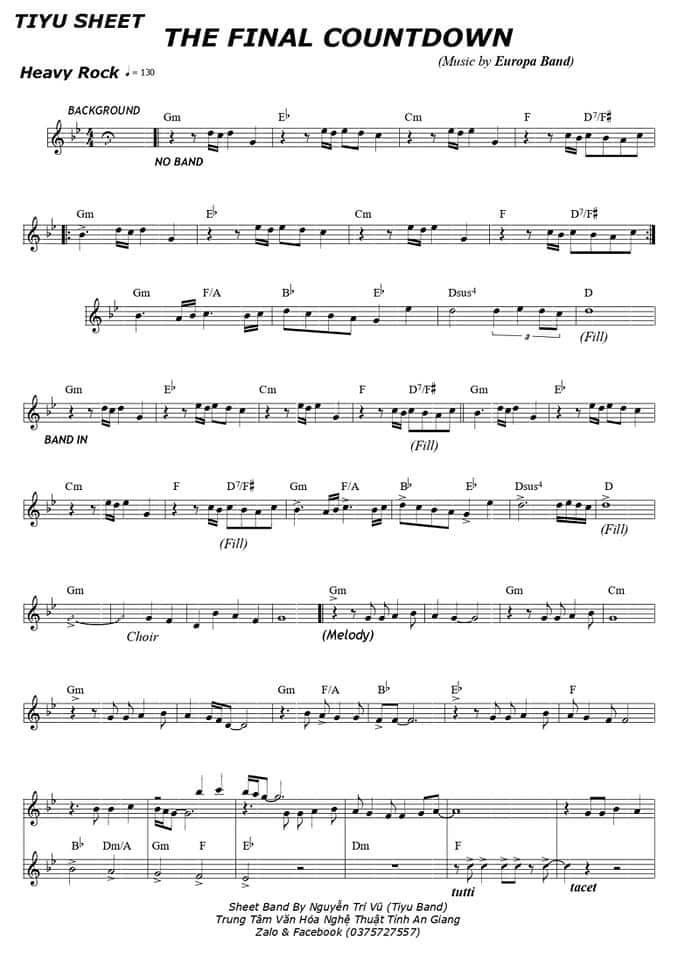 TIYU SHEET
THE FINAL COUNTDOWN
(Music by Europa Band)
Heavy Rock ♩ = 130
BACKGROUND
Gm E♭ Cm F D7/F#
NO BAND
Gm E♭ Cm F D7/F#
Gm F/A B♭ E♭ Dsus4 D
3
(Fill)
Gm E♭ Cm F D7/F# Gm E♭
BAND IN
(Fill)
Cm F D7/F# Gm F/A B♭ E♭ Dsus4 D
(Fill) (Fill)
Gm Gm Gm Cm
Choir (Melody)
Gm Gm F/A B♭ E♭ F
B♭ Dm/A Gm F E♭ Dm F
tutti tacet
Sheet Band By Nguyễn Trí Vũ (Tiyu Band)
Trung Tâm Văn Hóa Nghệ Thuật Tỉnh An Giang
Zalo & Facebook (0375727557)